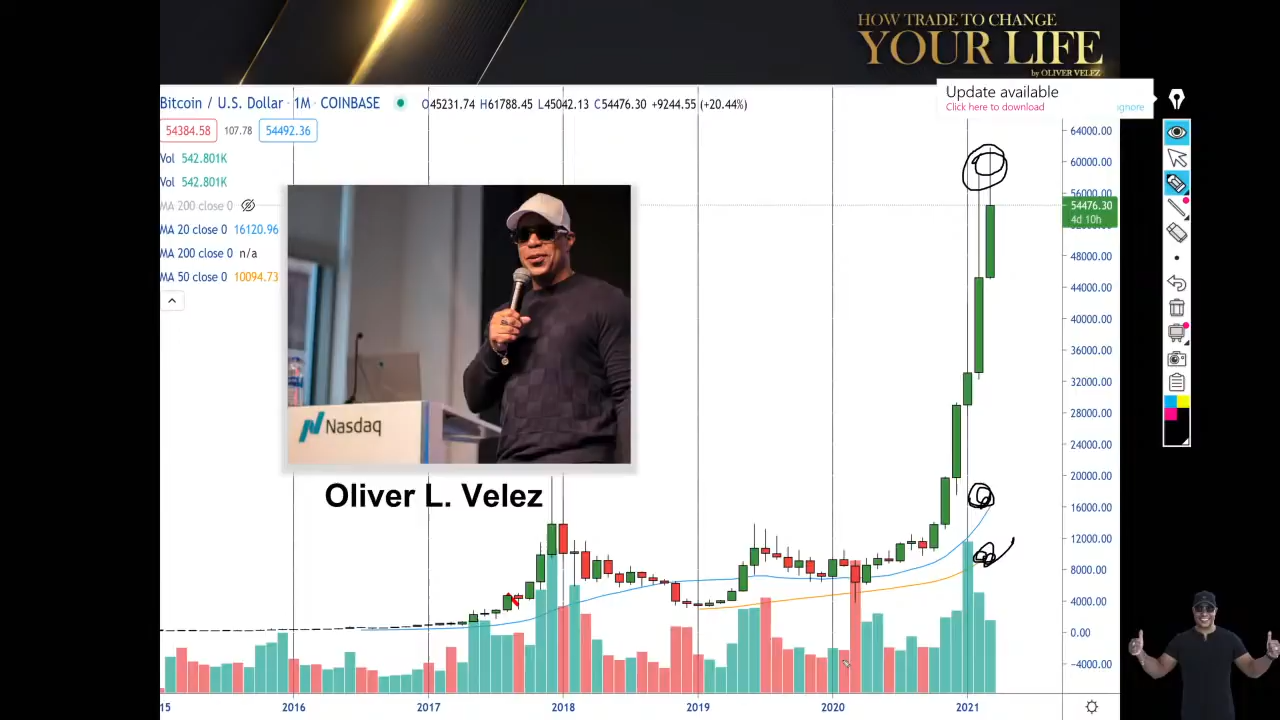 HOW TRADE TO CHANGE
YOUR LIFE
by OLIVER VELEZ
Update available
Click here to download
ignore
Bitcoin / U.S. Dollar · 1M · COINBASE
O45231.74 H61788.45 L45042.13 C54476.30 +9244.55 (+20.44%)
54384.58 107.78 54492.36
Vol 542.801K
Vol 542.801K
MA 200 close 0
MA 20 close 0 16120.96
MA 200 close 0 n/a
MA 50 close 0 10094.73
64000.00
60000.00
56000.00
54476.30
4d 10h
48000.00
44000.00
40000.00
36000.00
32000.00
28000.00
24000.00
20000.00
16000.00
12000.00
8000.00
4000.00
0.00
-4000.00
Nasdaq
Oliver L. Velez
15 2016 2017 2018 2019 2020 2021